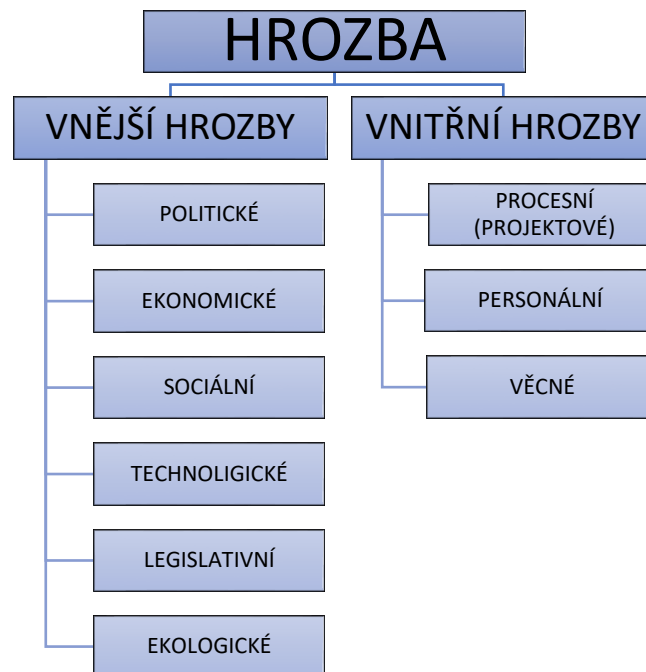 HROZBA
VNĚJŠÍ HROZBY
POLITICKÉ
EKONOMICKÉ
SOCIÁLNÍ
TECHNOLIGICKÉ
LEGISLATIVNÍ
EKOLOGICKÉ
VNITŘNÍ HROZBY
PROCESNÍ
(PROJEKTOVÉ)
PERSONÁLNÍ
VĚCNÉ